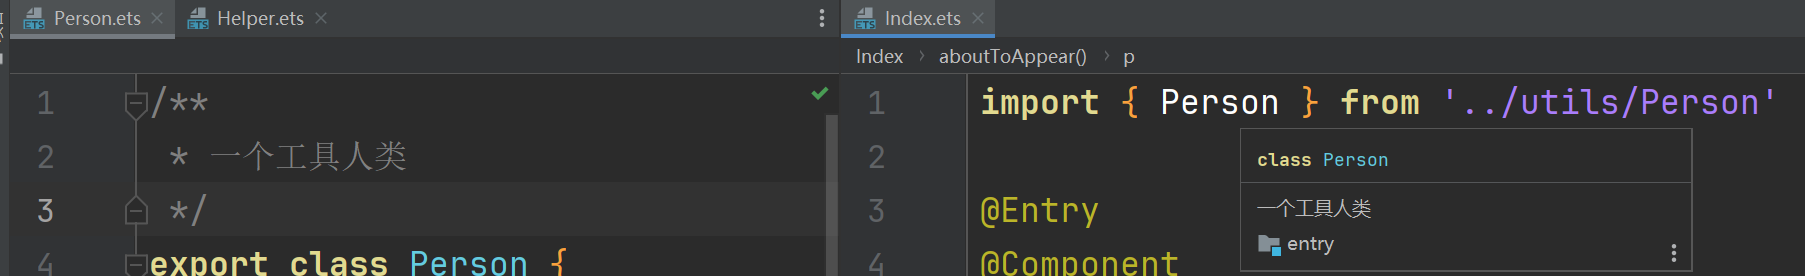 Person.ets
Helper.ets
1 /**
2 * 一个工具人类
3 */
4 export class Person {
Index.ets
Index › aboutToAppear() › p
1 import { Person } from '../utils/Person'
2
class Person
一个工具人类
entry
3 @Entry
4 @Component